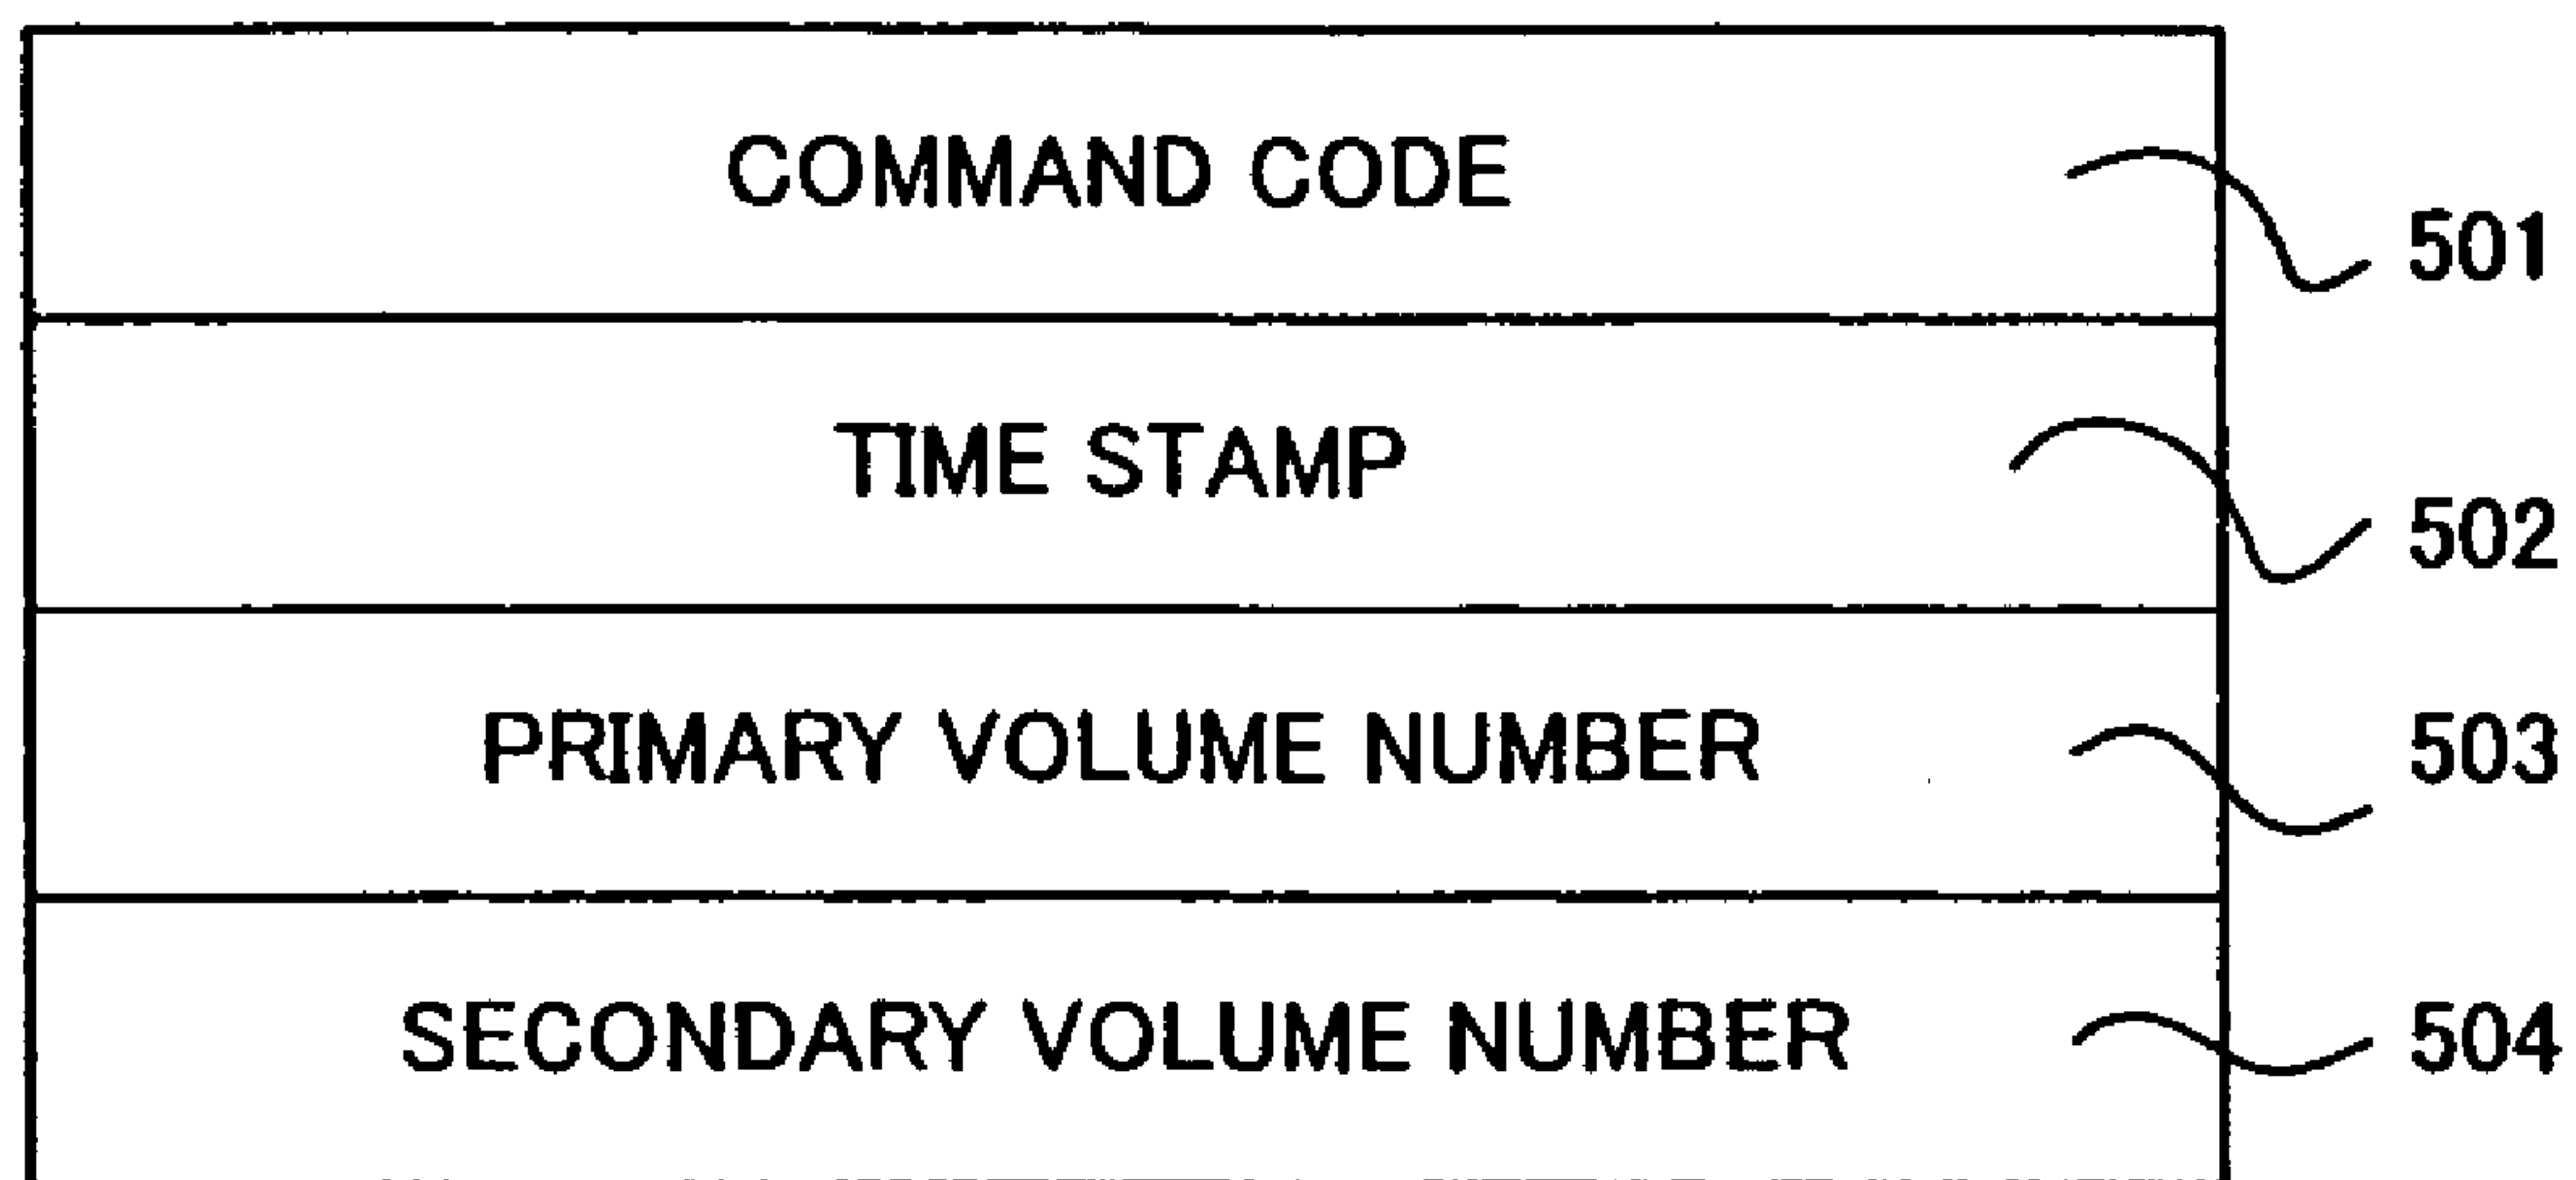 COMMAND CODE
501
TIME STAMP
502
PRIMARY VOLUME NUMBER
503
SECONDARY VOLUME NUMBER
504